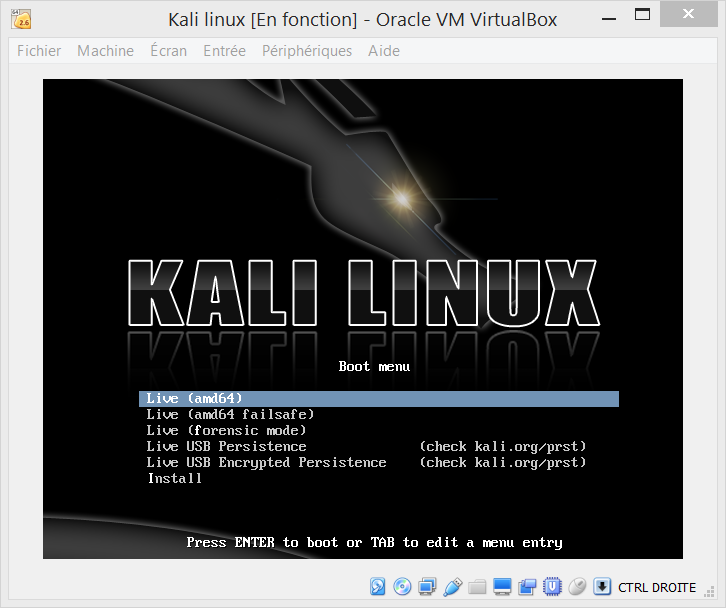 Kali linux [En fonction] - Oracle VM VirtualBox
Fichier Machine Écran Entrée Périphériques Aide
KALI LINUX
Boot menu
Live (amd64)
Live (amd64 failsafe)
Live (forensic mode)
Live USB Persistence (check kali.org/prst)
Live USB Encrypted Persistence (check kali.org/prst)
Install
Press ENTER to boot or TAB to edit a menu entry
CTRL DROITE